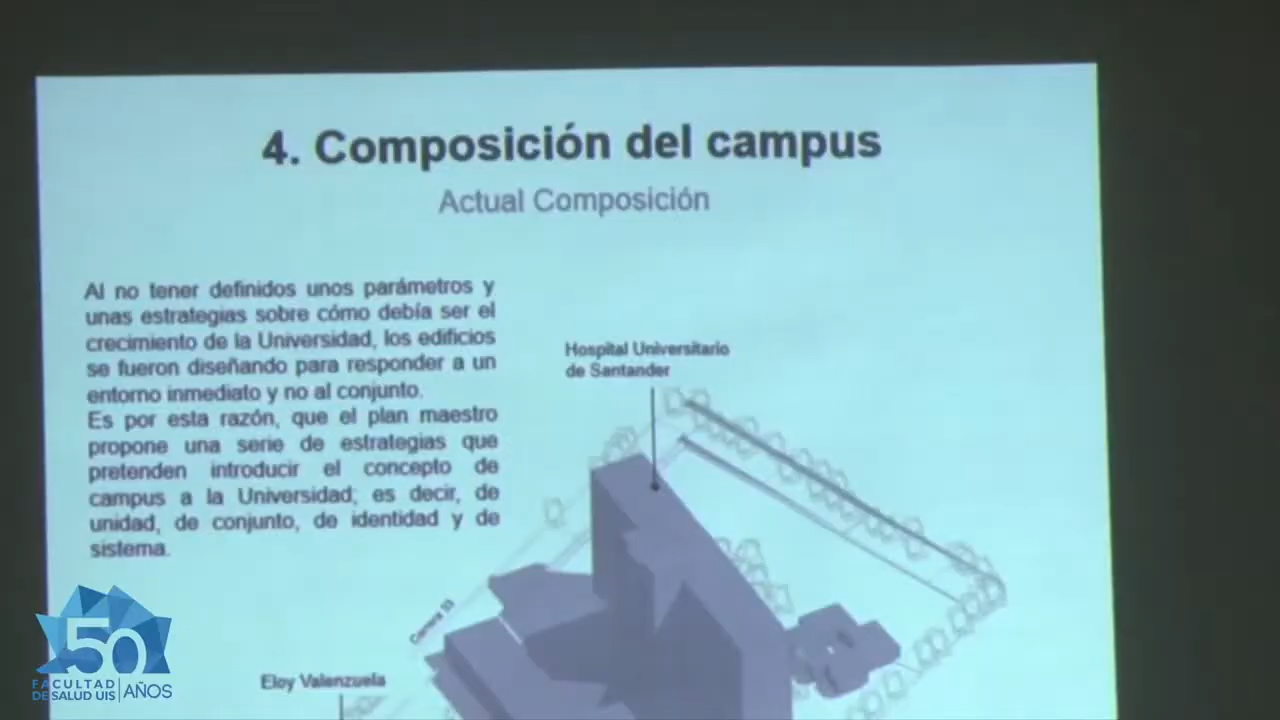 4. Composición del campus
Actual Composición
Al no tener definidos unos parámetros y
unas estrategias sobre cómo debía ser el
crecimiento de la Universidad, los edificios
se fueron diseñando para responder a un
entorno inmediato y no al conjunto.
Es por esta razón, que el plan maestro
propone una serie de estrategias que
pretenden introducir el concepto de
campus a la Universidad; es decir, de
unidad, de conjunto, de identidad y de
sistema.
Hospital Universitario
de Santander
Carrera 33
Eloy Valenzuela
50
FACULTAD
DE SALUD UIS
AÑOS